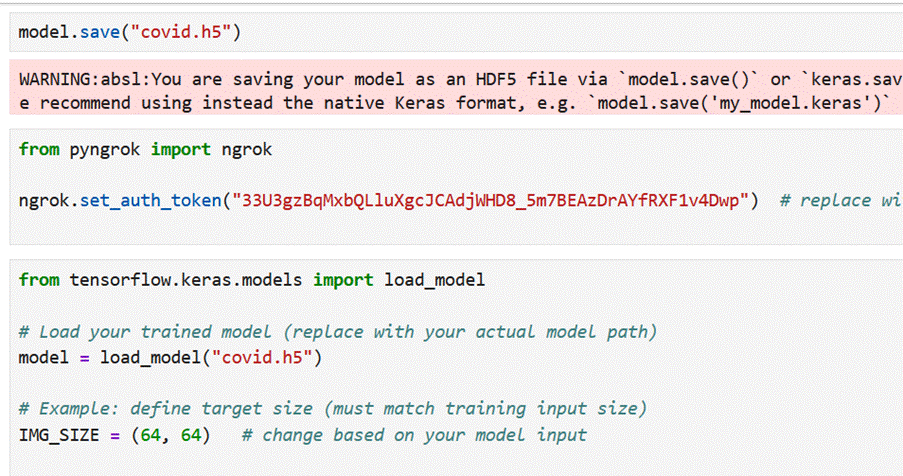 model.save("covid.h5")
WARNING:absl:You are saving your model as an HDF5 file via `model.save()` or `keras.sav
e recommend using instead the native Keras format, e.g. `model.save('my_model.keras')`
from pyngrok import ngrok
ngrok.set_auth_token("33U3gzBqMxbQLluXgcJCAdjWHD8_5m7BEAzDrAYfRXF1v4Dwp")  # replace wi
from tensorflow.keras.models import load_model
# Load your trained model (replace with your actual model path)
model = load_model("covid.h5")
# Example: define target size (must match training input size)
IMG_SIZE = (64, 64)   # change based on your model input